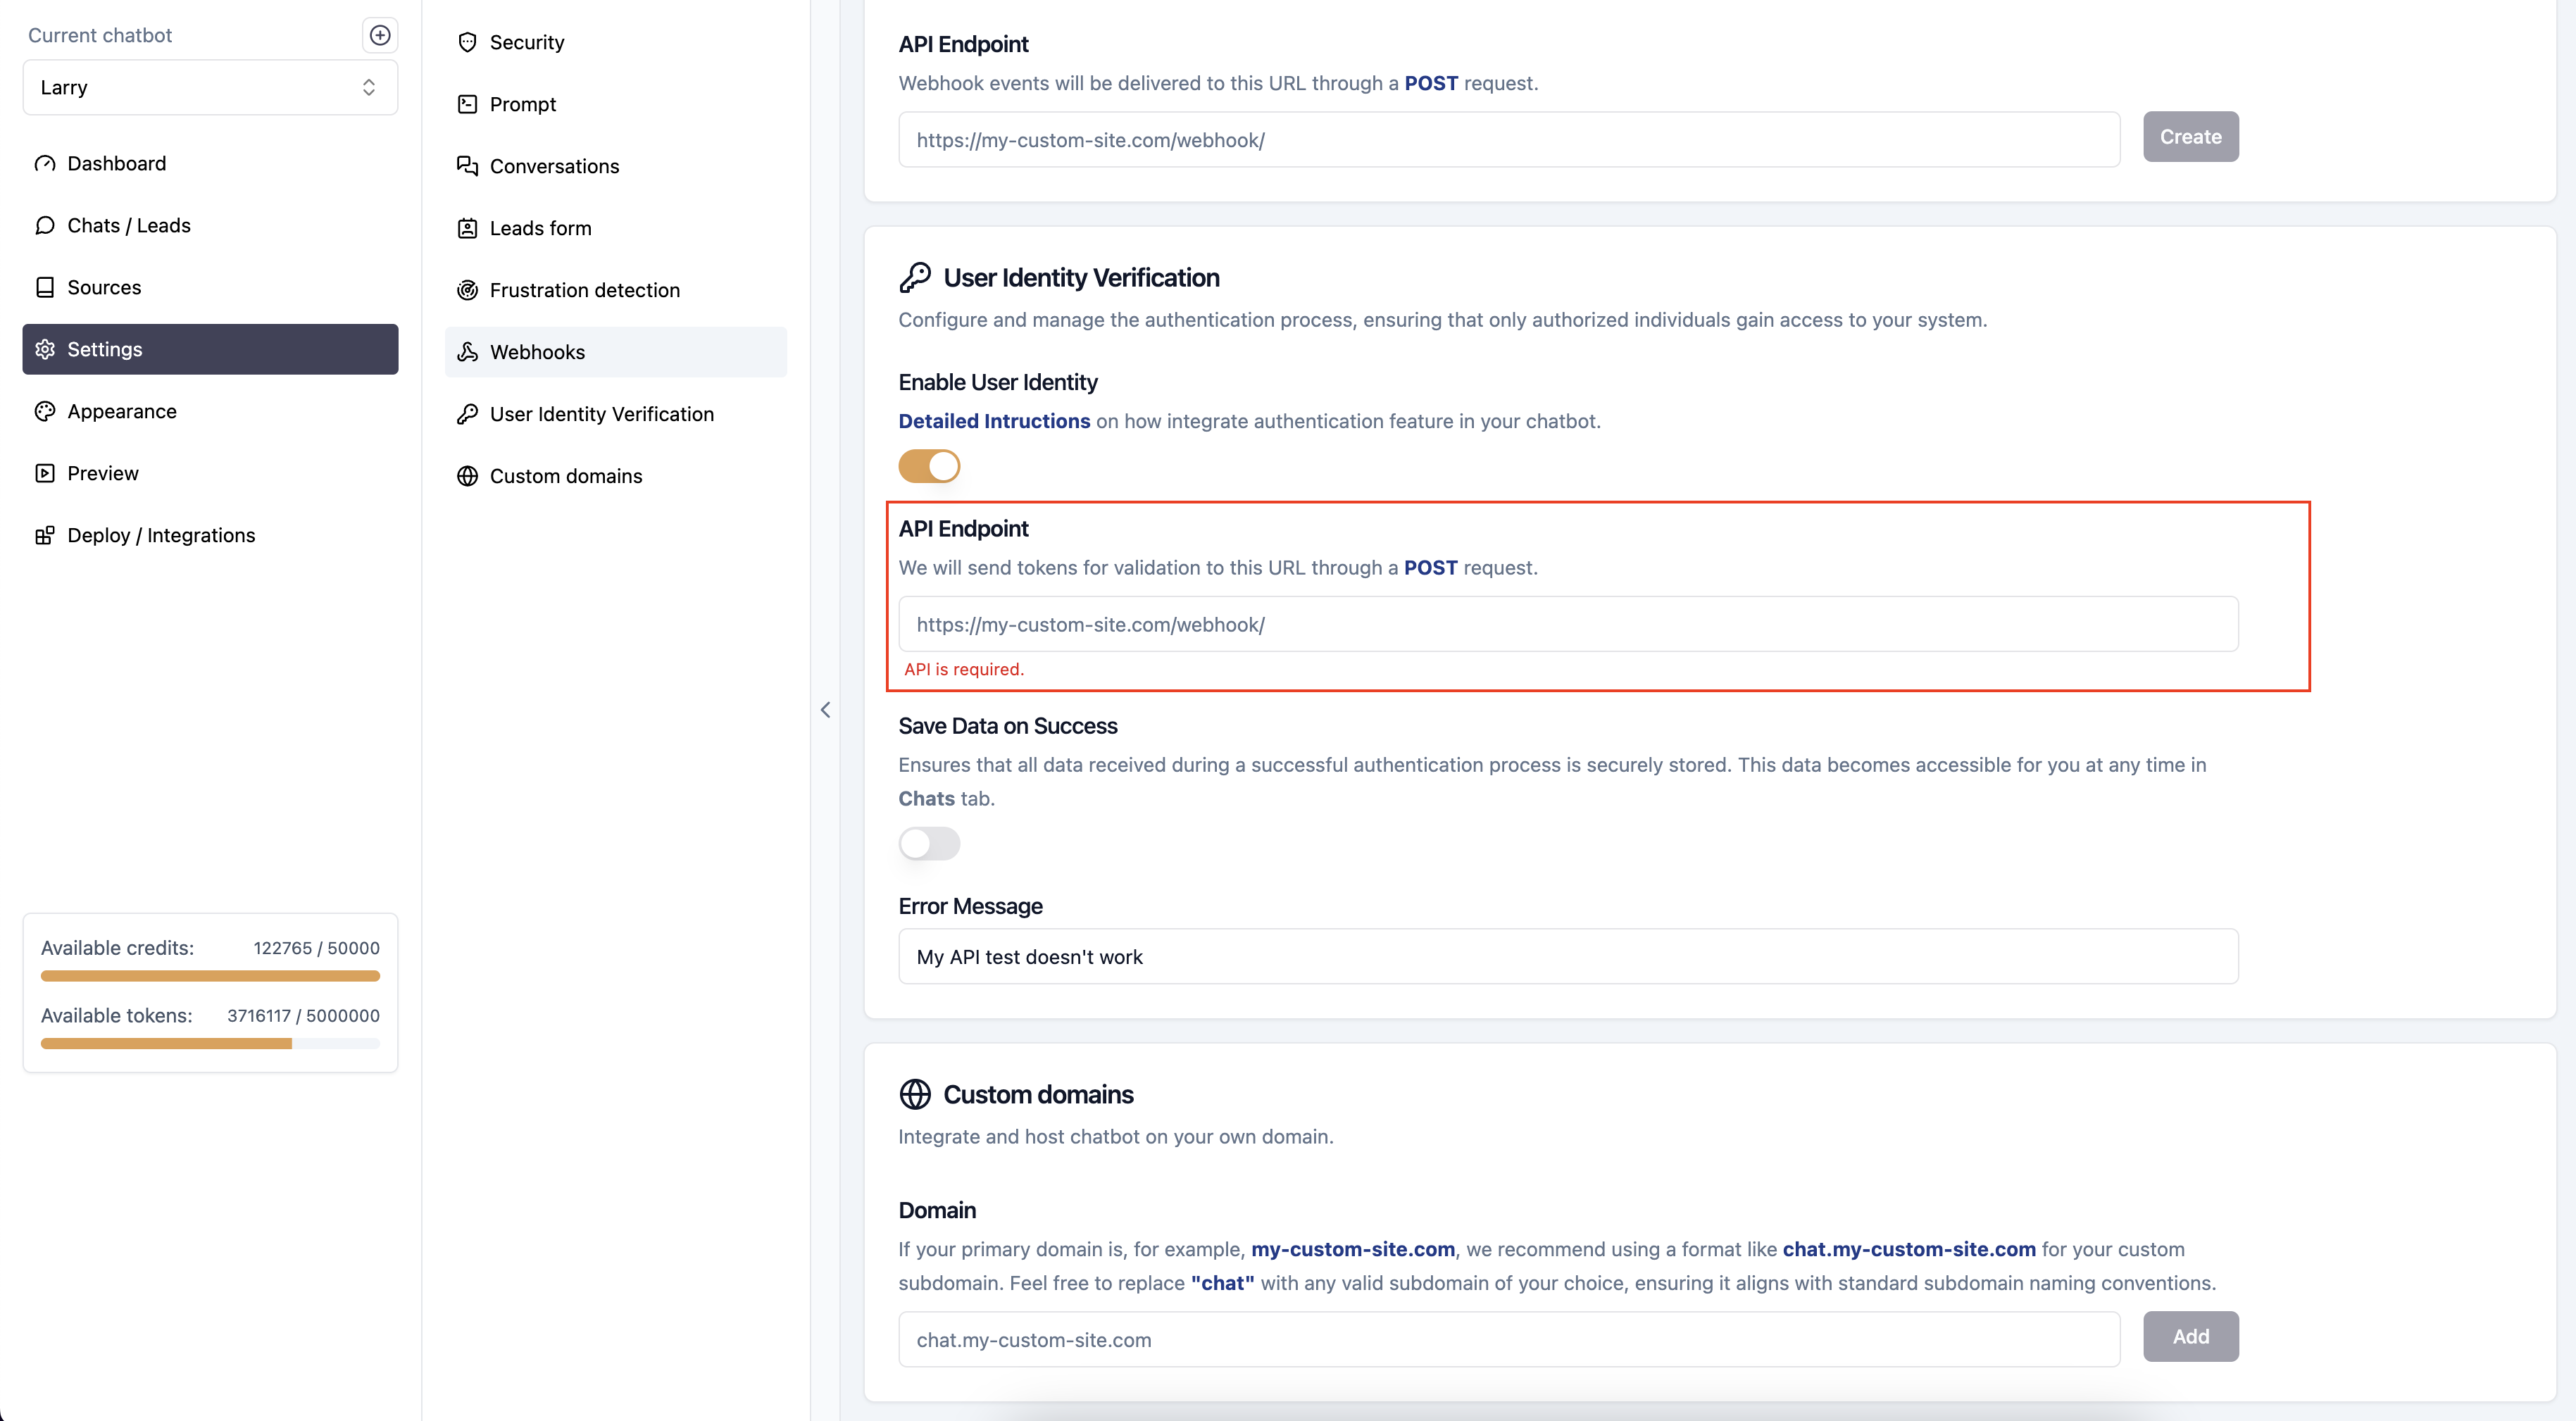 Current chatbot
Larry
Dashboard
Chats / Leads
Sources
Settings
Appearance
Preview
Deploy / Integrations
Available credits: 122765 / 50000
Available tokens: 3716117 / 5000000
Security
Prompt
Conversations
Leads form
Frustration detection
Webhooks
User Identity Verification
Custom domains
API Endpoint
Webhook events will be delivered to this URL through a POST request.
https://my-custom-site.com/webhook/
Create
User Identity Verification
Configure and manage the authentication process, ensuring that only authorized individuals gain access to your system.
Enable User Identity
Detailed Intructions on how integrate authentication feature in your chatbot.
API Endpoint
We will send tokens for validation to this URL through a POST request.
https://my-custom-site.com/webhook/
API is required.
Save Data on Success
Ensures that all data received during a successful authentication process is securely stored. This data becomes accessible for you at any time in
Chats tab.
Error Message
My API test doesn't work
Custom domains
Integrate and host chatbot on your own domain.
Domain
If your primary domain is, for example, my-custom-site.com, we recommend using a format like chat.my-custom-site.com for your custom
subdomain. Feel free to replace "chat" with any valid subdomain of your choice, ensuring it aligns with standard subdomain naming conventions.
chat.my-custom-site.com
Add